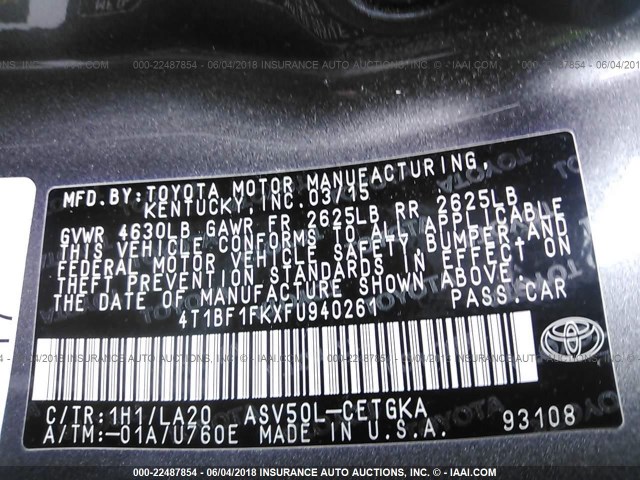 000-22487854 - 06/04/2018 - INSURANCE AUTO AUCTIONS - © - IAAI.COM
MFD.BY:TOYOTA MOTOR MANUFACTURING,
KENTUCKY,INC.03/15
GVWR 4630LB GAWR FR 2625LB RR 2625LB
THIS VEHICLE CONFORMS TO ALL APPLICABLE
FEDERAL MOTOR VEHICLE SAFETY, BUMPER AND
THEFT PREVENTION STANDARDS IN EFFECT ON
THE DATE OF MANUFACTURE SHOWN ABOVE.
4T1BF1FKXFU940261 PASS.CAR
C/TR:1H1/LA20 ASV50L-CETGKA
A/TM:-01A/U760E MADE IN U.S.A. 93108
000-22487854 - 06/04/2018 - INSURANCE AUTO AUCTIONS - © - IAAI.COM